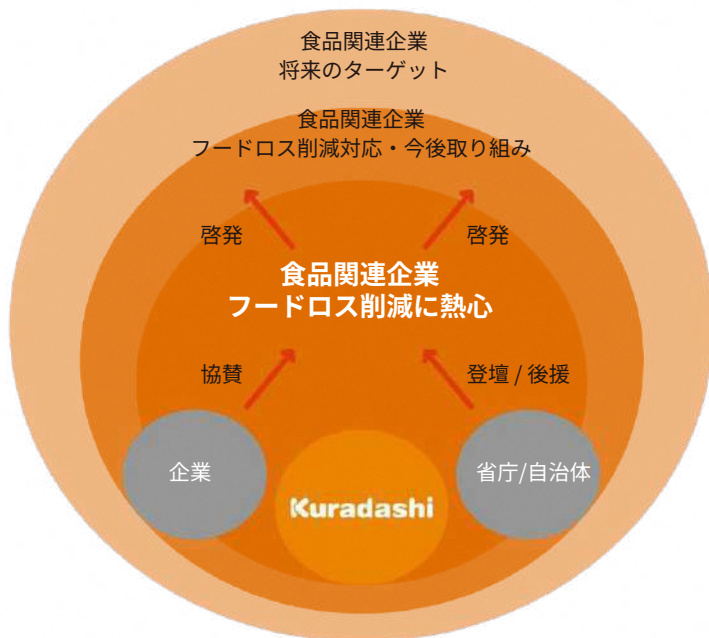 食品関連企業
将来のターゲット
食品関連企業
フードロス削減対応・今後取り組み
啓発
啓発
食品関連企業
フードロス削減に熱心
協賛
登壇 / 後援
企業
省庁/自治体
Kuradashi